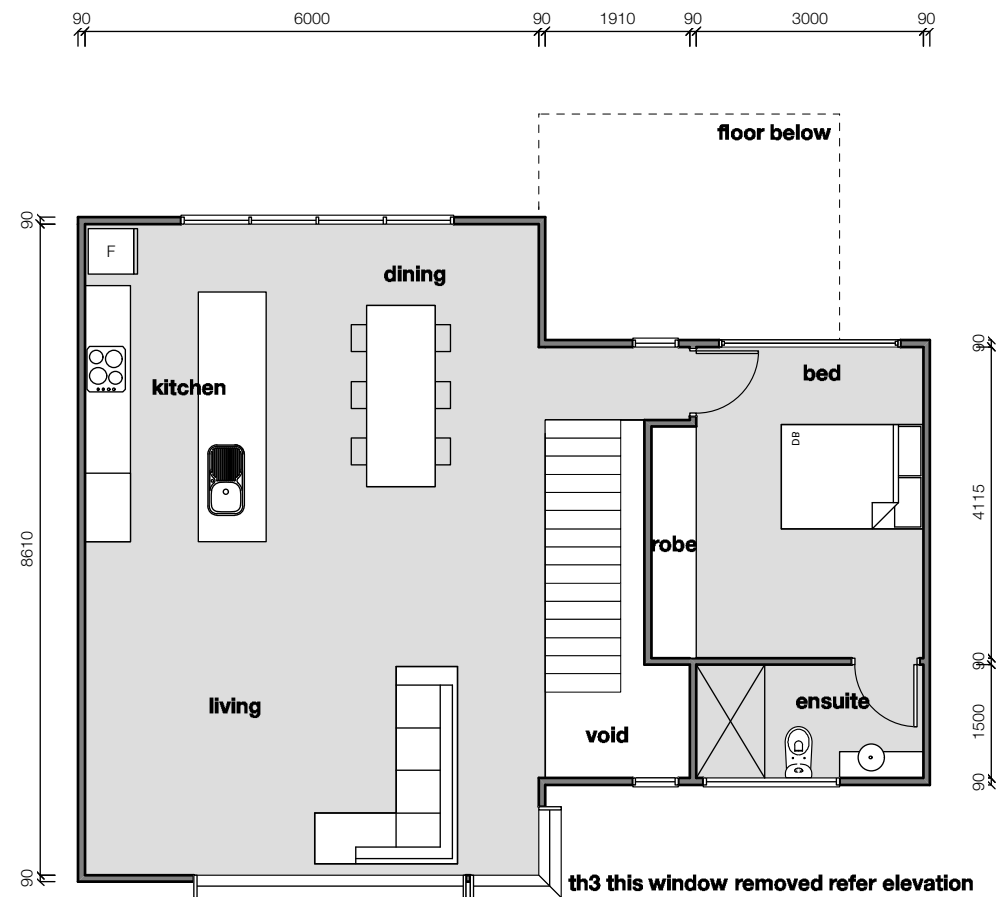 90 6000 90 1910 90 3000 90
floor below
90
F
dining
90
bed
kitchen
DB
4115
robe
8610
90
living
ensuite
1500
void
90
90
th3 this window removed refer elevation